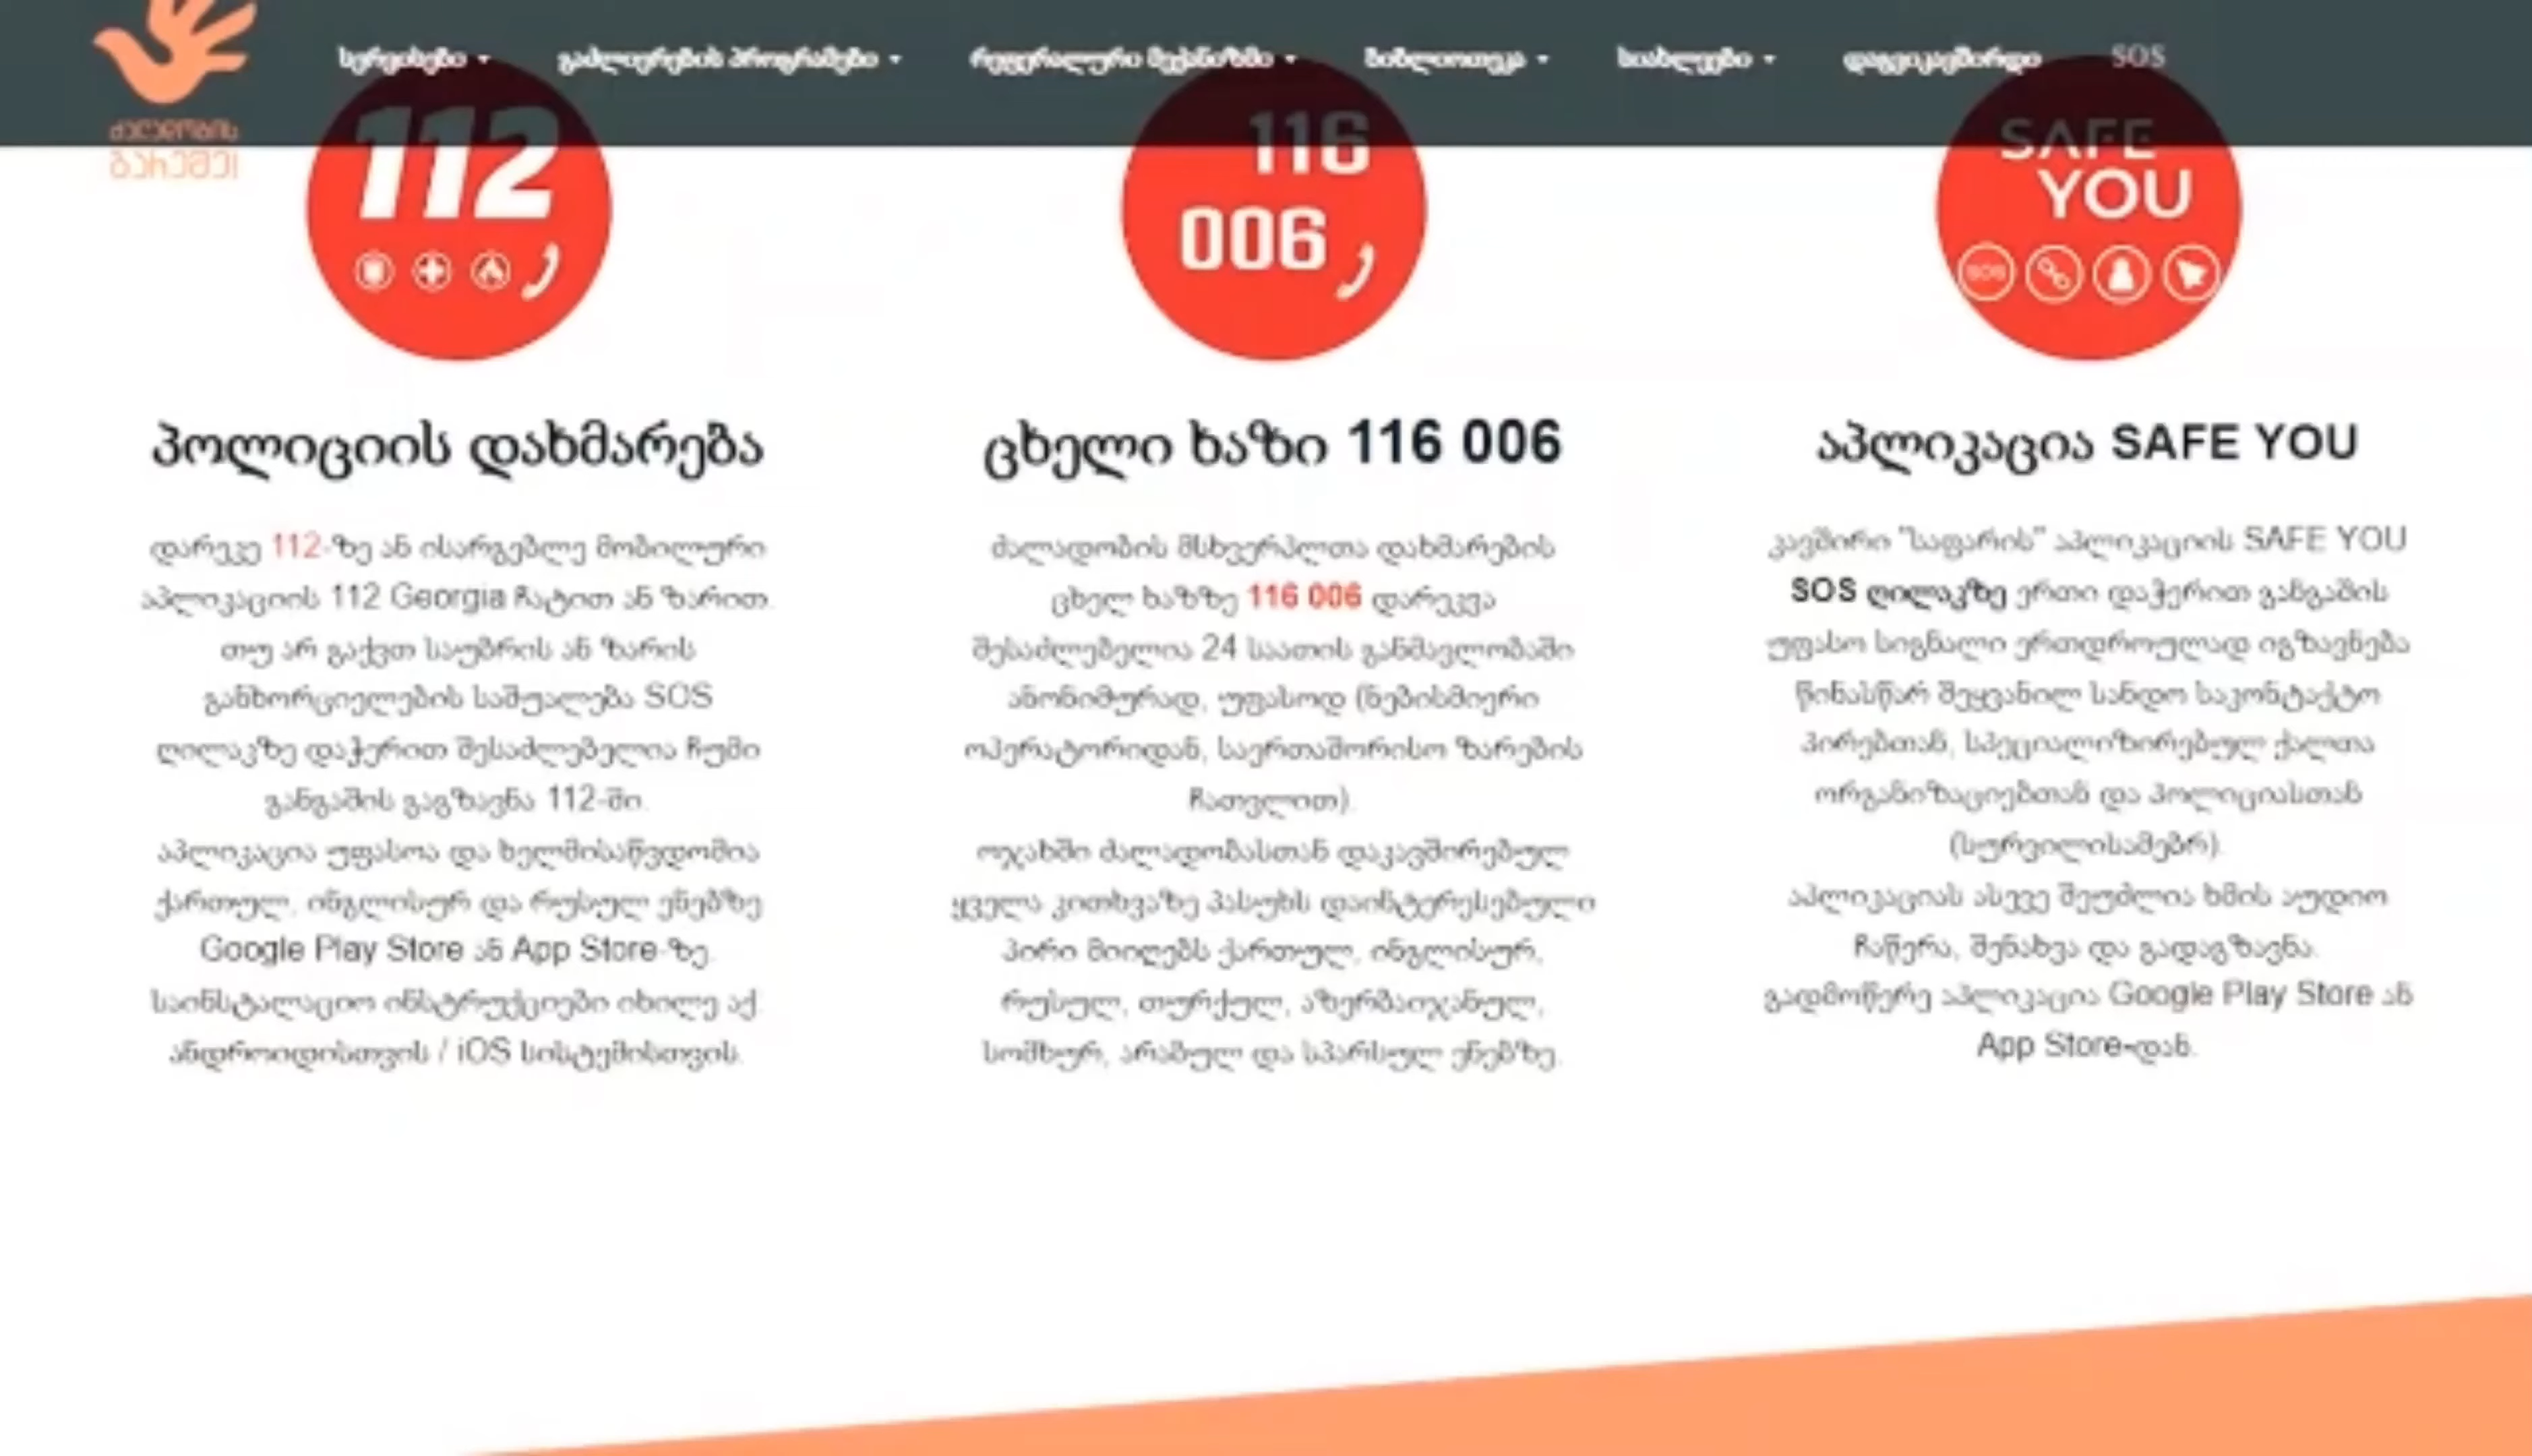 სერვისები
გაძლიერების პროგრამები
რეფერალური მექანიზმი
ბიბლიოთეკა
სიახლეები
დაგვიკავშირდი
SOS
ძალადობის
გარეშე!
112
116
006
SAFE
YOU
SOS
პოლიციის დახმარება
დარეკე 112-ზე ან ისარგებლე მობილური
აპლიკაციის 112 Georgia ჩატით ან ზარით.
თუ არ გაქვთ საუბრის ან ზარის
განხორციელების საშუალება SOS
ღილაკზე დაჭერით შესაძლებელია ჩუმი
განგაშის გაგზავნა 112-ში.
აპლიკაცია უფასოა და ხელმისაწვდომია
ქართულ, ინგლისურ და რუსულ ენებზე
Google Play Store ან App Store-ზე.
საინსტალაციო ინსტრუქციები იხილე აქ.
ანდროიდისთვის / iOS სისტემისთვის.
ცხელი ხაზი 116 006
ძალადობის მსხვერპლთა დახმარების
ცხელ ხაზზე 116 006 დარეკვა
შესაძლებელია 24 საათის განმავლობაში
ანონიმურად, უფასოდ (ნებისმიერი
ოპერატორიდან, საერთაშორისო ზარების
ჩათვლით).
ოჯახში ძალადობასთან დაკავშირებულ
ყველა კითხვაზე პასუხს დაინტერესებული
პირი მიიღებს ქართულ, ინგლისურ,
რუსულ, თურქულ, აზერბაიჯანულ,
სომხურ, არაბულ და სპარსულ ენებზე.
აპლიკაცია SAFE YOU
კავშირი "საფარის" აპლიკაციის SAFE YOU
SOS ღილაკზე ერთი დაჭერით განგაშის
უფასო სიგნალი ერთდროულად იგზავნება
წინასწარ შეყვანილ სანდო საკონტაქტო
პირებთან, სპეციალიზირებულ ქალთა
ორგანიზაციებთან და პოლიციასთან
(სურვილისამებრ).
აპლიკაციას ასევე შეუძლია ხმის აუდიო
ჩაწერა, შენახვა და გადაგზავნა.
გადმოწერე აპლიკაცია Google Play Store ან
App Store-დან.